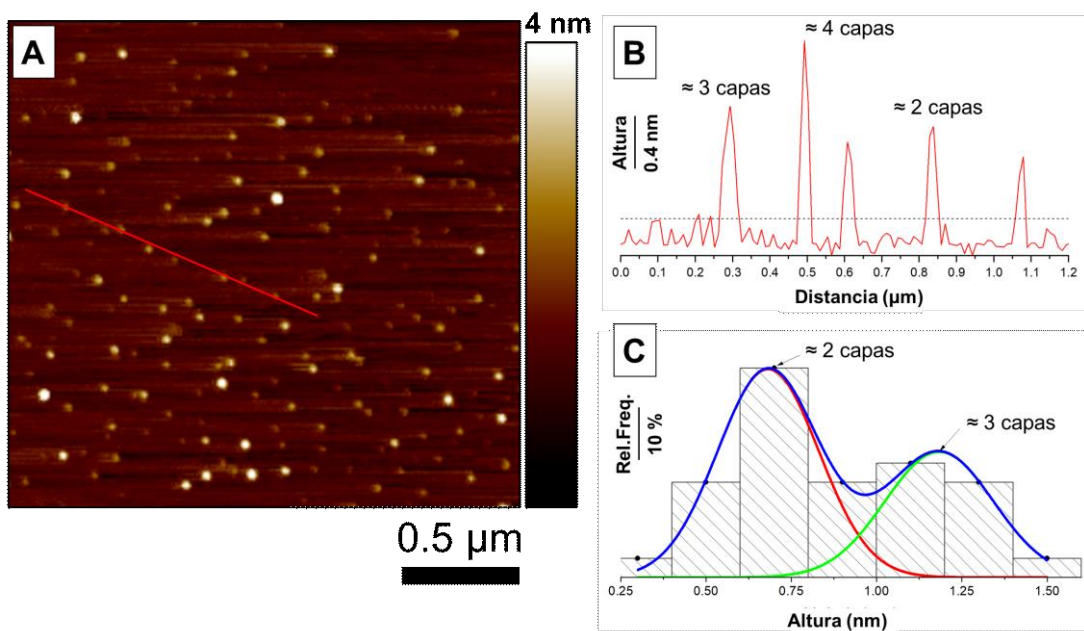 A
4 nm
0.5 µm
B
≈ 4 capas
≈ 3 capas
≈ 2 capas
Altura
0.4 nm
0.0 0.1 0.2 0.3 0.4 0.5 0.6 0.7 0.8 0.9 1.0 1.1 1.2
Distancia (µm)
C
≈ 2 capas
≈ 3 capas
Rel.Freq.
10 %
0.25 0.50 0.75 1.00 1.25 1.50
Altura (nm)